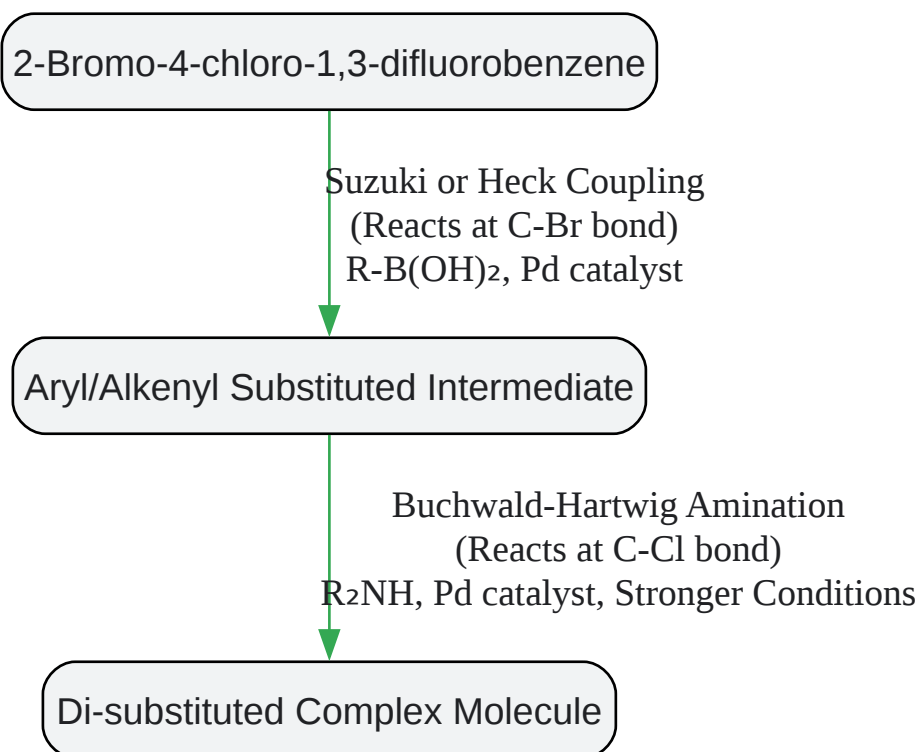 2-Bromo-4-chloro-1,3-difluorobenzene
Suzuki or Heck Coupling
(Reacts at C-Br bond)
R-B(OH)₂, Pd catalyst
Aryl/Alkenyl Substituted Intermediate
Buchwald-Hartwig Amination
(Reacts at C-Cl bond)
R₂NH, Pd catalyst, Stronger Conditions
Di-substituted Complex Molecule